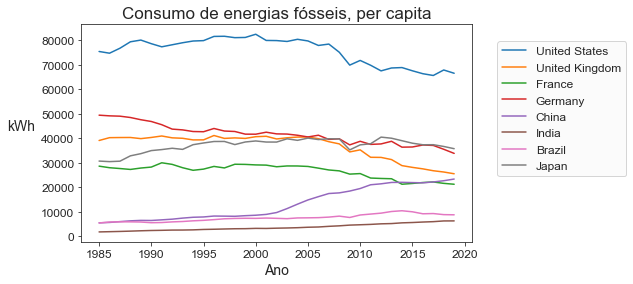 Consumo de energias fósseis, per capita
80000
70000
60000
50000
40000
30000
20000
10000
0
kWh
1985
1990
1995
2000
2005
2010
2015
2020
Ano
United States
United Kingdom
France
Germany
China
India
Brazil
Japan